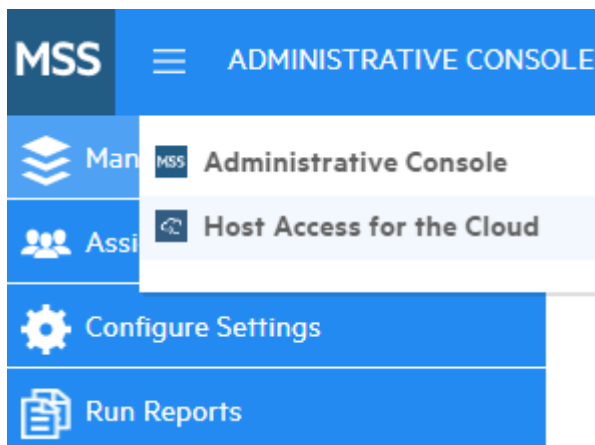 MSS ADMINISTRATIVE CONSOLE
Man
MSS Administrative Console
Host Access for the Cloud
Assi
Configure Settings
Run Reports